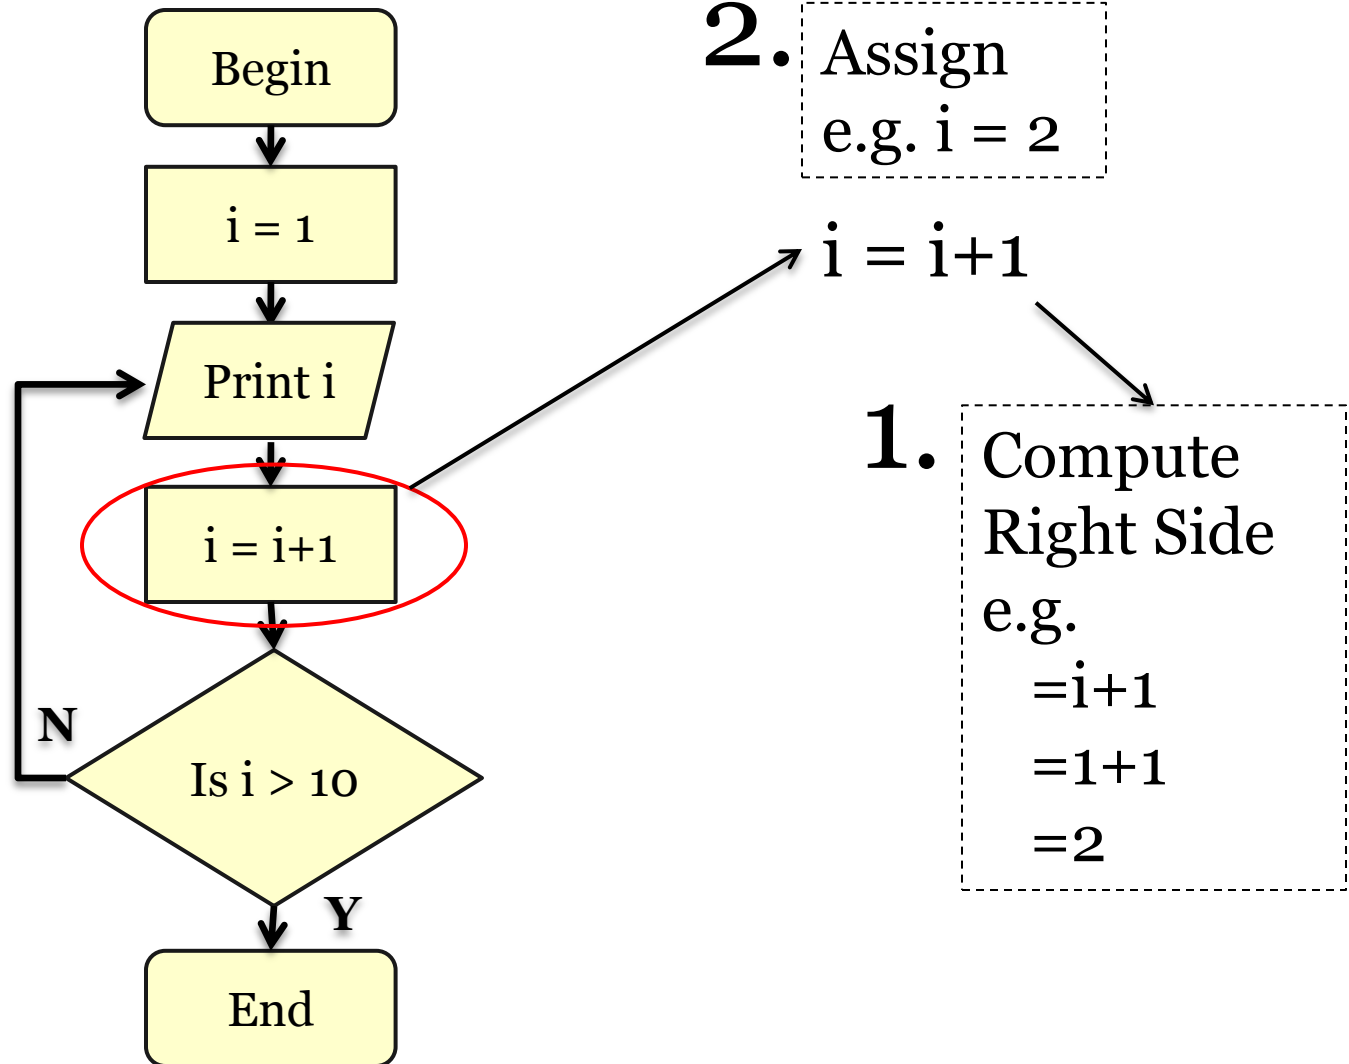 Begin
i = 1
Print i
i = i+1
N
Is i > 10
Y
End
2.
Assign
e.g. i = 2
i = i+1
1.
Compute
Right Side
e.g.
=i+1
=1+1
=2